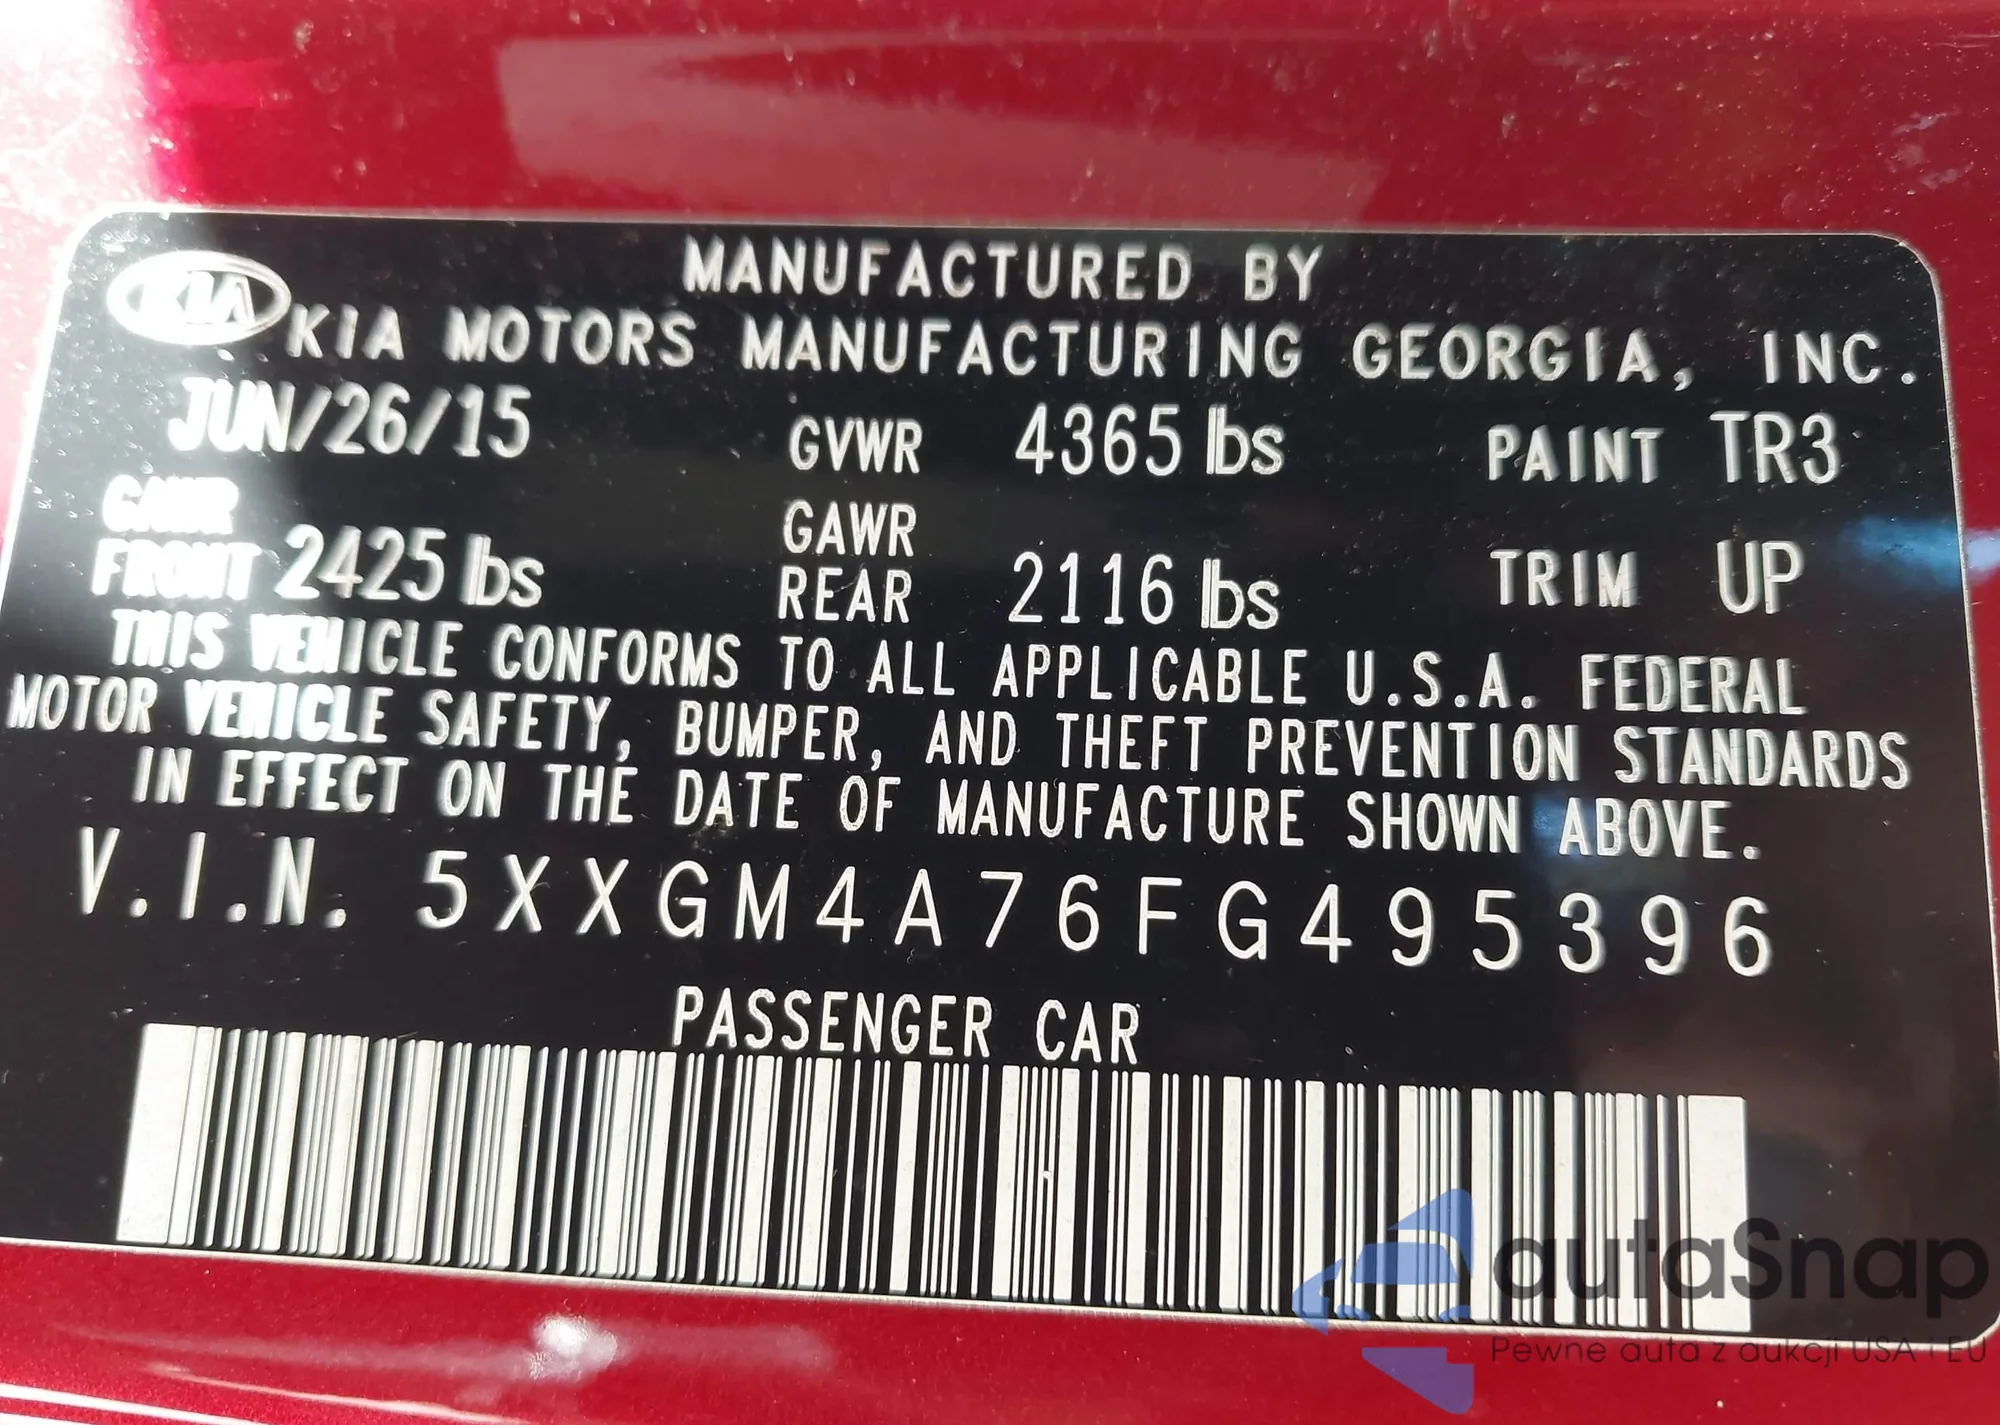 MANUFACTURED BY
KIA KIA MOTORS MANUFACTURING GEORGIA, INC.
JUN/26/15 GVWR 4365 lbs PAINT TR3
GAWR FRONT 2425 lbs GAWR REAR 2116 lbs TRIM UP
THIS VEHICLE CONFORMS TO ALL APPLICABLE U.S.A. FEDERAL
MOTOR VEHICLE SAFETY, BUMPER, AND THEFT PREVENTION STANDARDS
IN EFFECT ON THE DATE OF MANUFACTURE SHOWN ABOVE.
V.I.N. 5XXGM4A76FG495396
PASSENGER CAR
autaSnap
Pewne auta z aukcji USA i EU